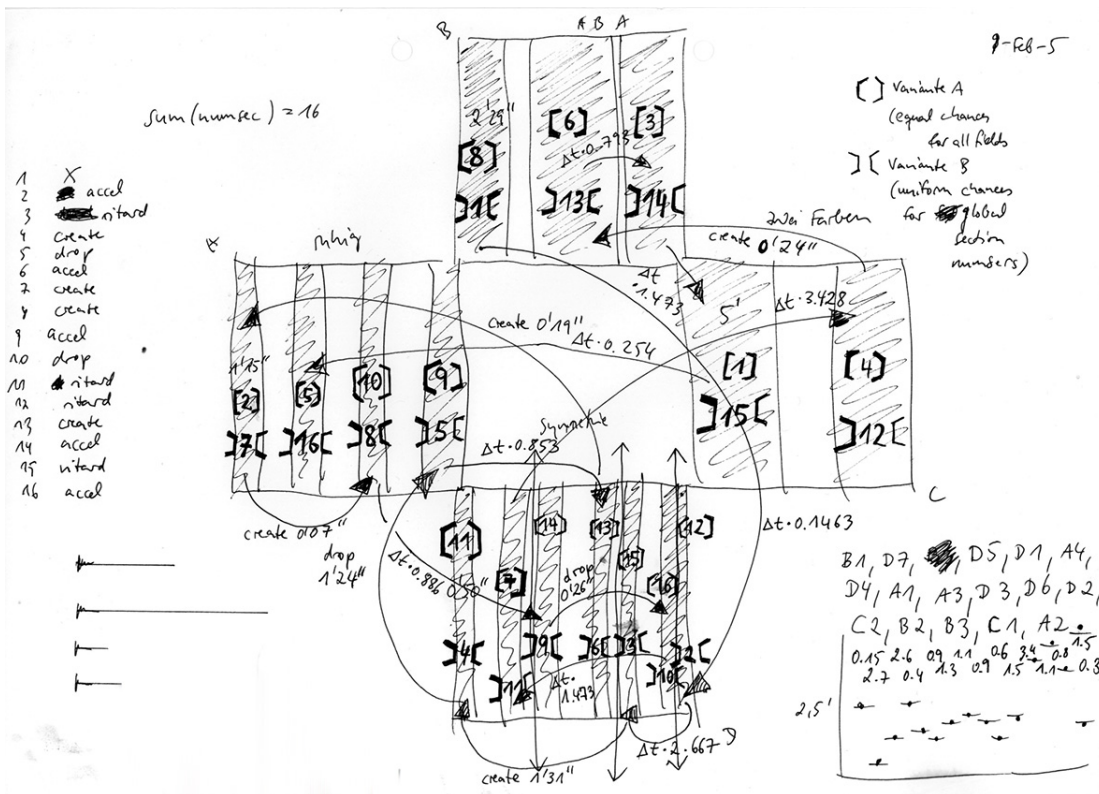 9-Feb-5
B
A B A
sum(numsec) = 16
[ ] Variante A
(equal chances
for all fields
] [ Variante B
(uniform chances
for global
section
numbers)
1 X
2 accel
3 ritard
4 create
5 drop
6 accel
7 create
8 create
9 accel
10 drop
11 ritard
12 ritard
13 create
14 accel
15 ritard
16 accel
2'29"
[8]
]1[
[6]
Δt·0.793
]13[
[3]
]14[
zwei Farben
create 0'24"
ruhig
Δt
·1.473
5'
Δt·3.428
create 0'19"
Δt·0.254
1'15"
[2]
]7[
[5]
]16[
[10]
]8[
[9]
]5[
[1]
]15[
[4]
]12[
Symmetrie
Δt·0.853
C
create 0'07"
drop
1'24"
Δt·0.886
0'50"
[11]
]4[
[7]
]11[
[14]
]9[
drop
0'26"
[13]
]6[
[15]
]3[
[16]
]10[
[12]
]2[
Δt·0.1463
Δt·
1.473
Δt·2.667
D
create 1'31"
B1, D7, D5, D1, A4,
D4, A1, A3, D3, D6, D2,
C2, B2, B3, C1, A2
0.15 2.6 0.9 1.1 0.6 3.4 0.8 1.5
2.7 0.4 1.3 0.9 1.5 1.1 0.3
2,5'